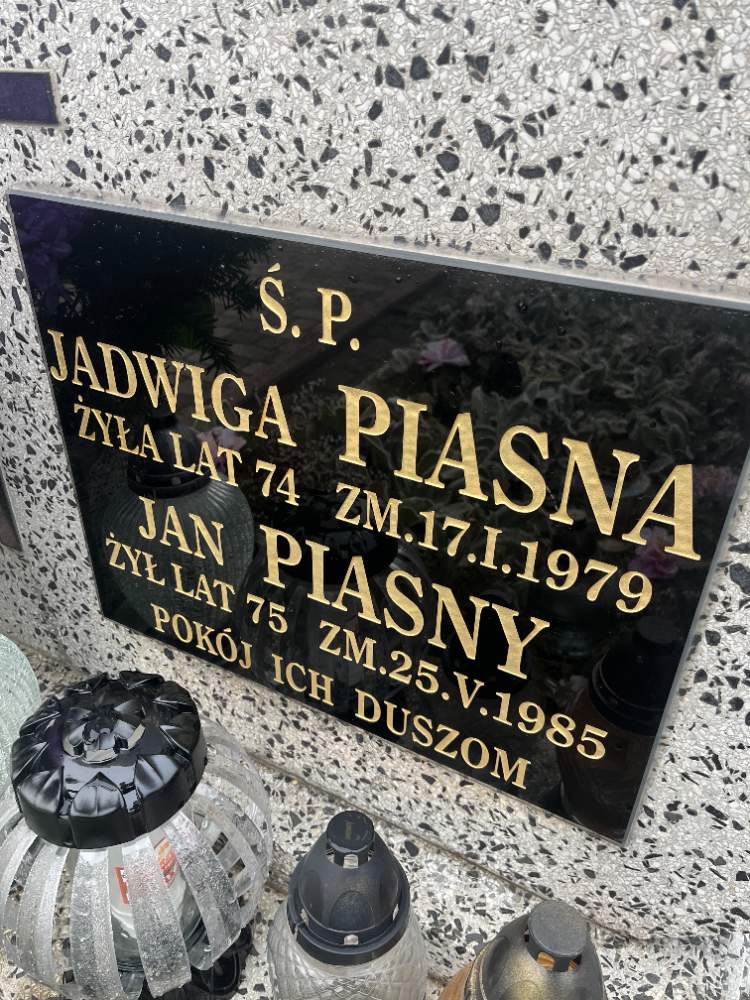 Ś. P.
JADWIGA PIASNA
ŻYŁA LAT 74 ZM.17.I.1979
JAN PIASNY
ŻYŁ LAT 75 ZM.25.V.1985
POKÓJ ICH DUSZOM